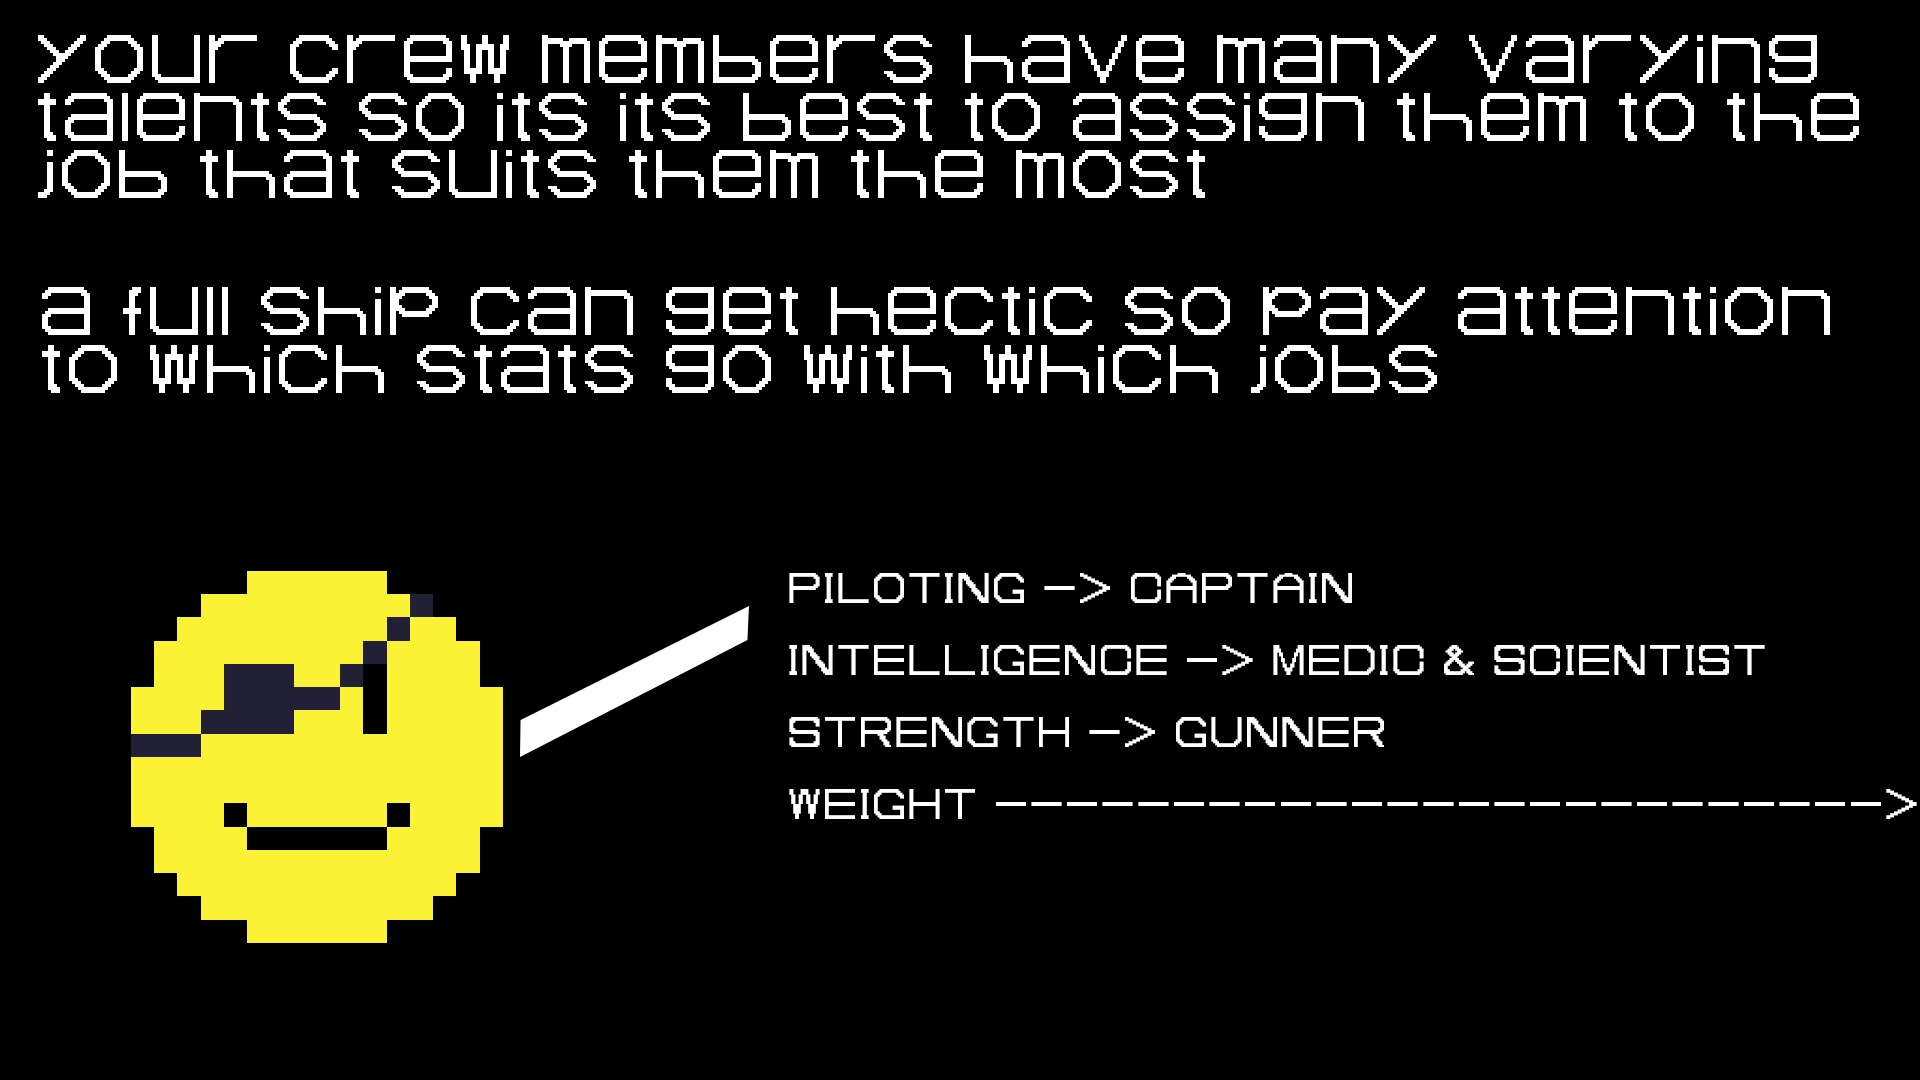 your crew members have many varying
talents so its its best to assign them to the
job that suits them the most
a full ship can get hectic so pay attention
to which stats go with which jobs
PILOTING -> CAPTAIN
INTELLIGENCE -> MEDIC & SCIENTIST
STRENGTH -> GUNNER
WEIGHT ------------------------->